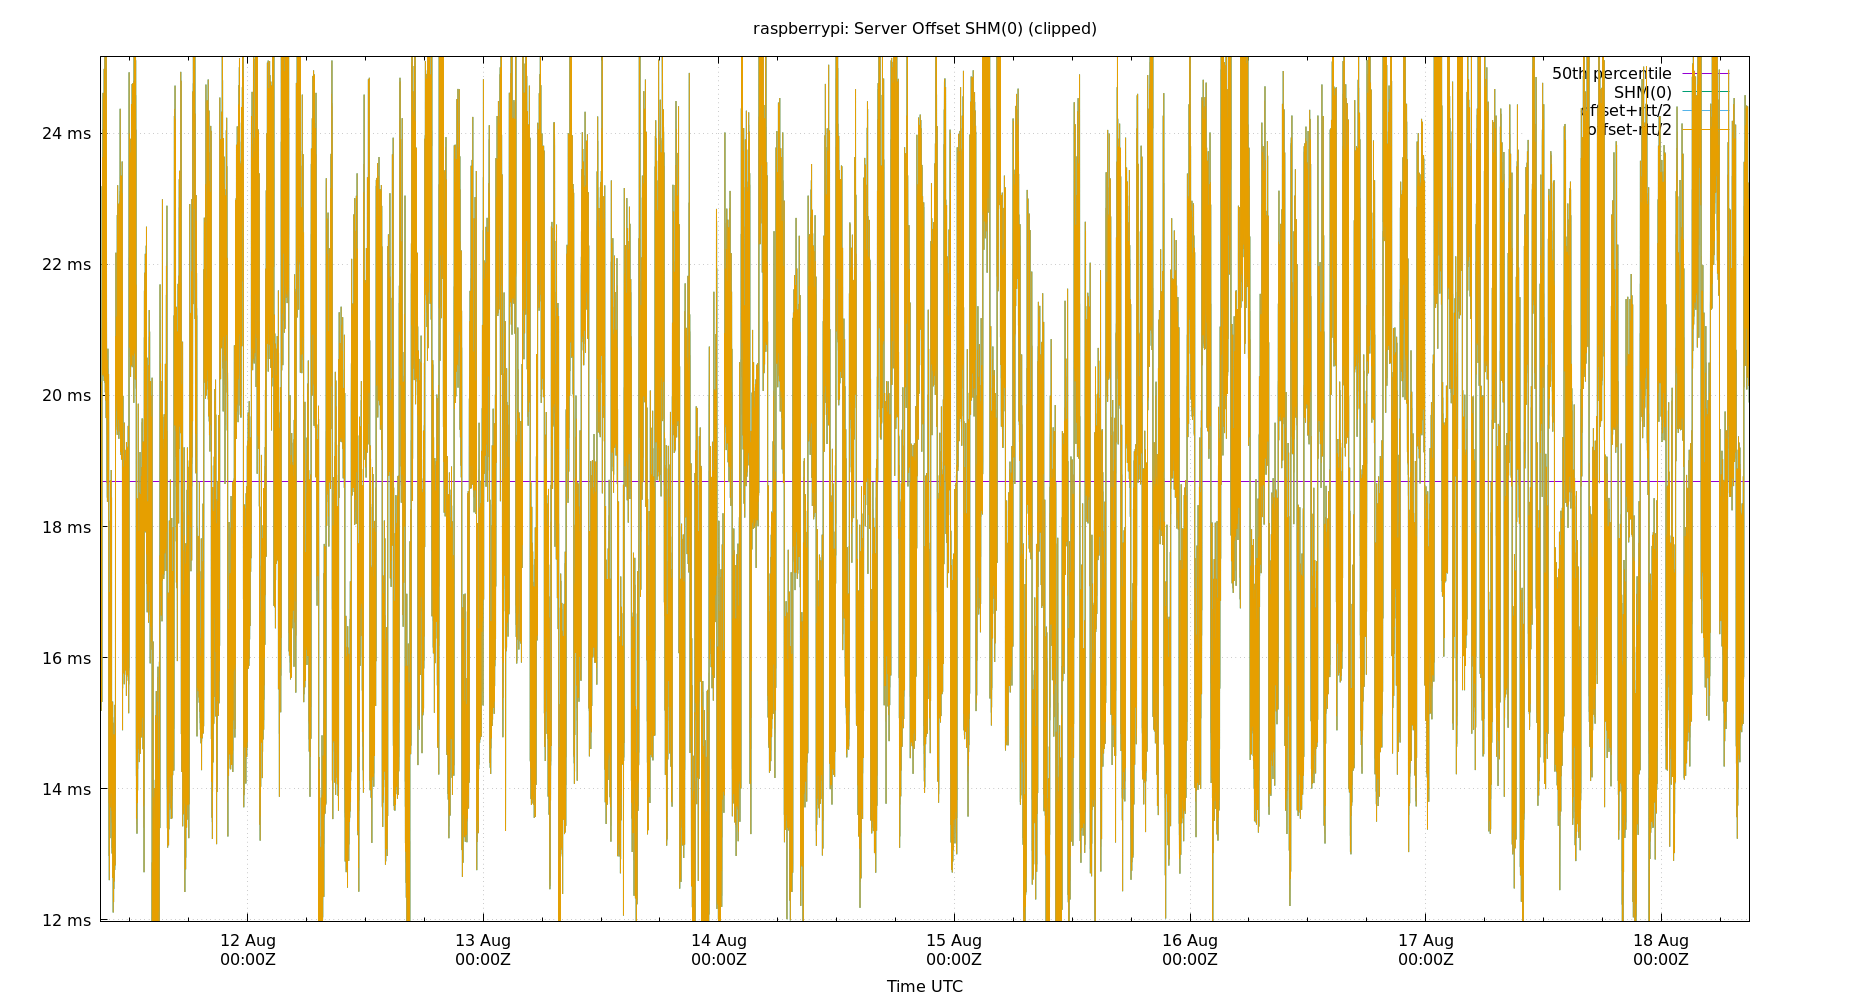 raspberrypi: Server Offset SHM(0) (clipped)
50th percentile
SHM(0)
offset+rtt/2
offset-rtt/2
24 ms
22 ms
20 ms
18 ms
16 ms
14 ms
12 ms
12 Aug 13 Aug 14 Aug 15 Aug 16 Aug 17 Aug 18 Aug
00:00Z 00:00Z 00:00Z 00:00Z 00:00Z 00:00Z 00:00Z
Time UTC